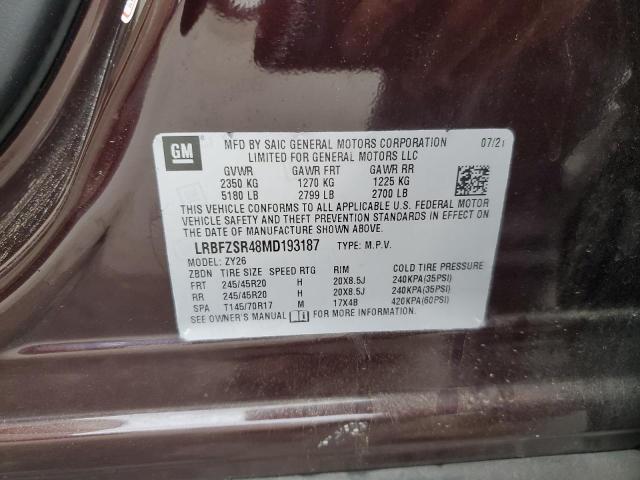 GM
MFD BY SAIC GENERAL MOTORS CORPORATION 07/21
LIMITED FOR GENERAL MOTORS LLC
GVWR GAWR FRT GAWR RR
2350 KG 1270 KG 1225 KG
5180 LB 2799 LB 2700 LB
THIS VEHICLE CONFORMS TO ALL APPLICABLE U.S. FEDERAL MOTOR
VEHICLE SAFETY AND THEFT PREVENTION STANDARDS IN EFFECT ON
THE DATE OF MANUFACTURE SHOWN ABOVE.
LRBFZSR48MD193187 TYPE: M.P.V.
MODEL: ZY26
ZBDN TIRE SIZE SPEED RTG RIM COLD TIRE PRESSURE
FRT 245/45R20 H 20X8.5J 240KPA(35PSI)
RR 245/45R20 H 20X8.5J 240KPA(35PSI)
SPA T145/70R17 M 17X4B 420KPA(60PSI)
SEE OWNER'S MANUAL FOR MORE INFORMATION.